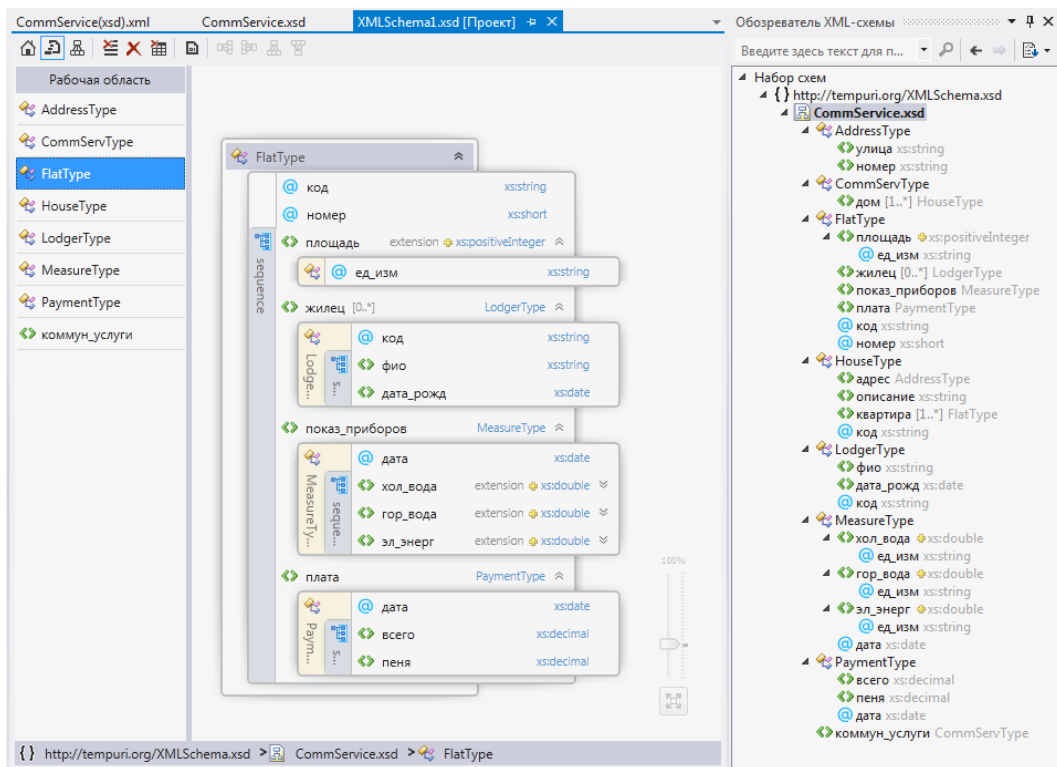 CommService(xsd).xml CommService.xsd XMLSchema1.xsd [Проект]
Рабочая область
AddressType
CommServType
FlatType
HouseType
LodgerType
MeasureType
PaymentType
коммун_услуги
FlatType
sequence
код xs:string
номер xs:short
площадь extension xs:positiveInteger
ед_изм xs:string
жилец [0..*] LodgerType
Lodge...
s...
код xs:string
фио xs:string
дата_рожд xs:date
показ_приборов MeasureType
MeasureTy...
seque...
дата xs:date
хол_вода extension xs:double
гор_вода extension xs:double
эл_энерг extension xs:double
плата PaymentType
Paym...
s...
дата xs:date
всего xs:decimal
пеня xs:decimal
100%
{ } http://tempuri.org/XMLSchema.xsd > CommService.xsd > FlatType
Обозреватель XML-схемы
Введите здесь текст для п...
Набор схем
{ } http://tempuri.org/XMLSchema.xsd
CommService.xsd
AddressType
улица xs:string
номер xs:string
CommServType
дом [1..*] HouseType
FlatType
площадь xs:positiveInteger
ед_изм xs:string
жилец [0..*] LodgerType
показ_приборов MeasureType
плата PaymentType
код xs:string
номер xs:short
HouseType
адрес AddressType
описание xs:string
квартира [1..*] FlatType
код xs:string
LodgerType
фио xs:string
дата_рожд xs:date
код xs:string
MeasureType
хол_вода xs:double
ед_изм xs:string
гор_вода xs:double
ед_изм xs:string
эл_энерг xs:double
ед_изм xs:string
дата xs:date
PaymentType
всего xs:decimal
пеня xs:decimal
дата xs:date
коммун_услуги CommServType